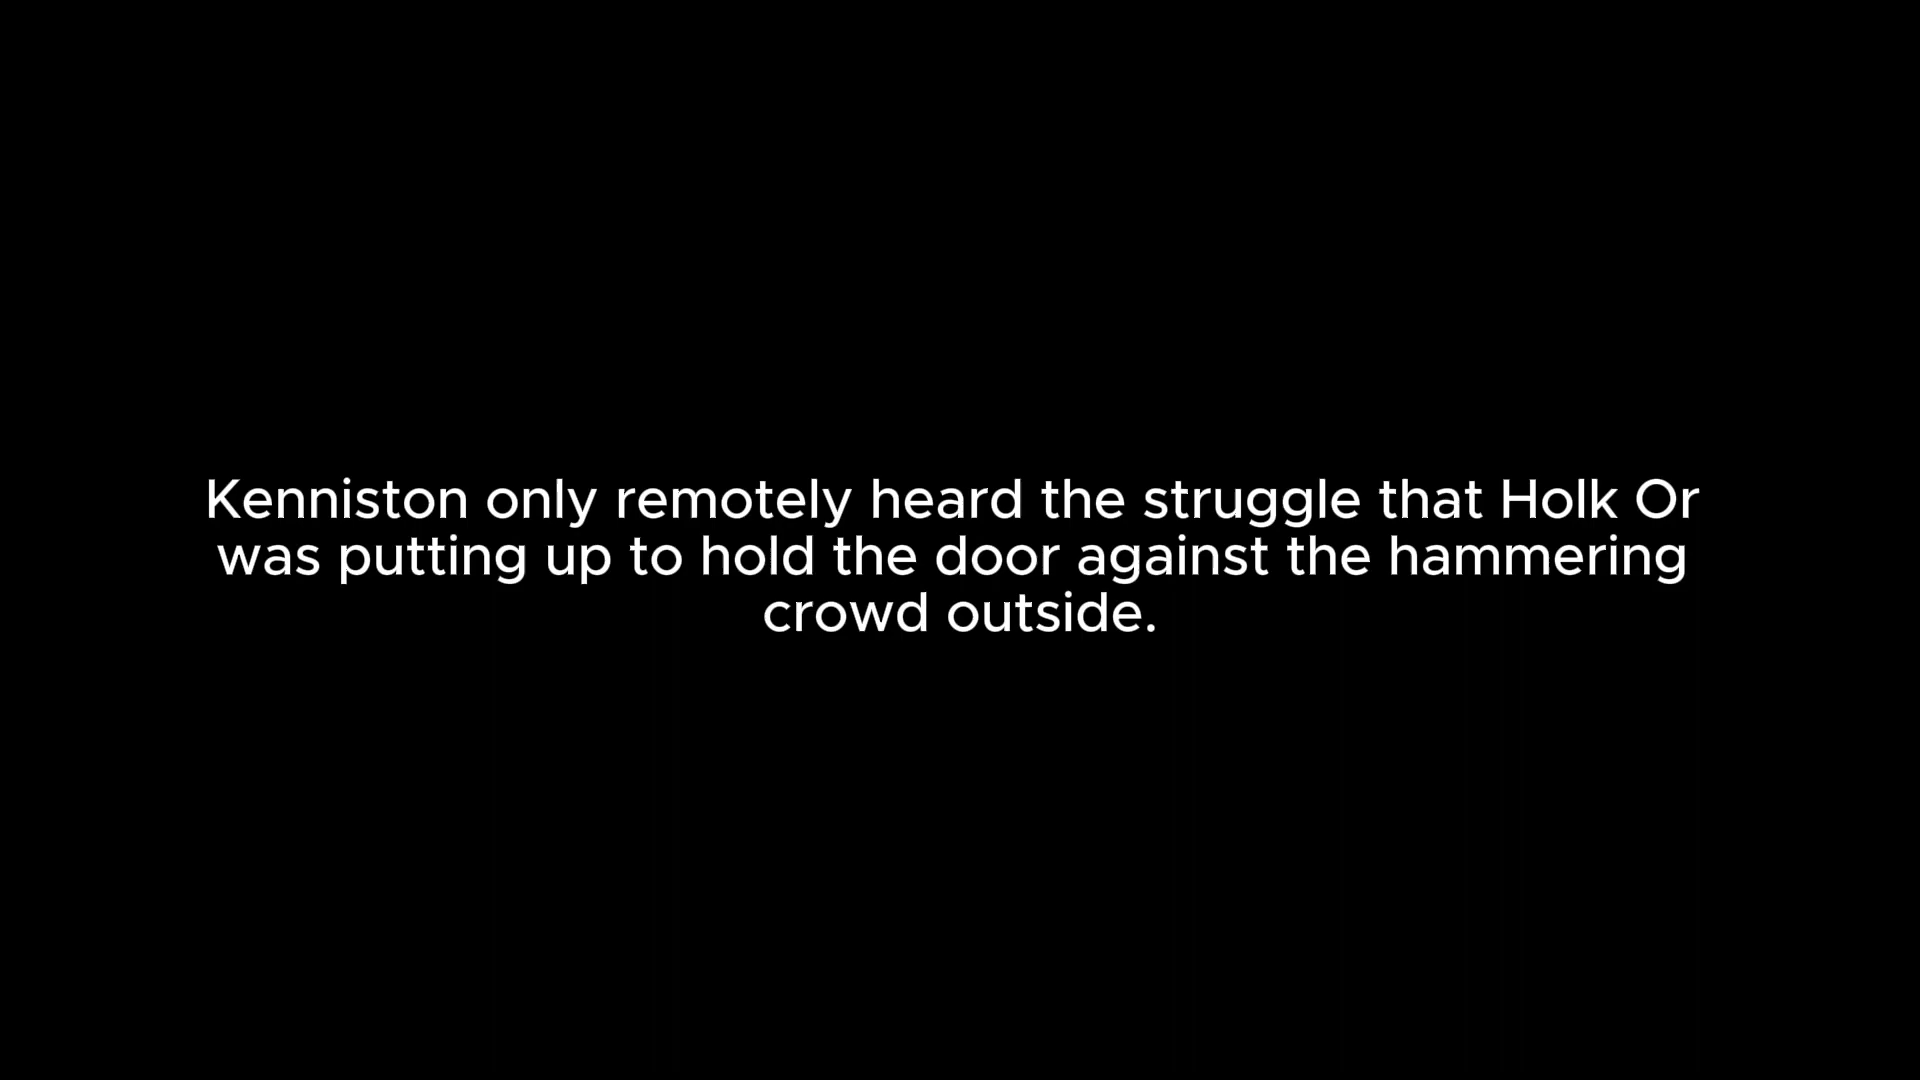 Kenniston only remotely heard the struggle that Holk Or
was putting up to hold the door against the hammering
crowd outside.